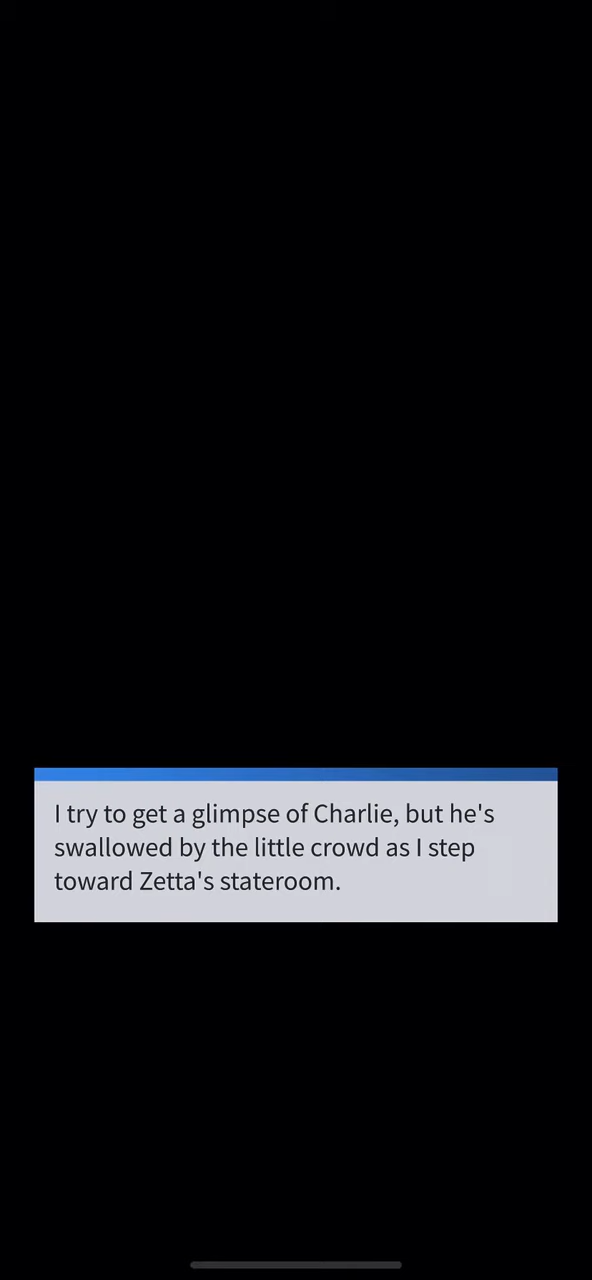 I try to get a glimpse of Charlie, but he's
swallowed by the little crowd as I step
toward Zetta's stateroom.